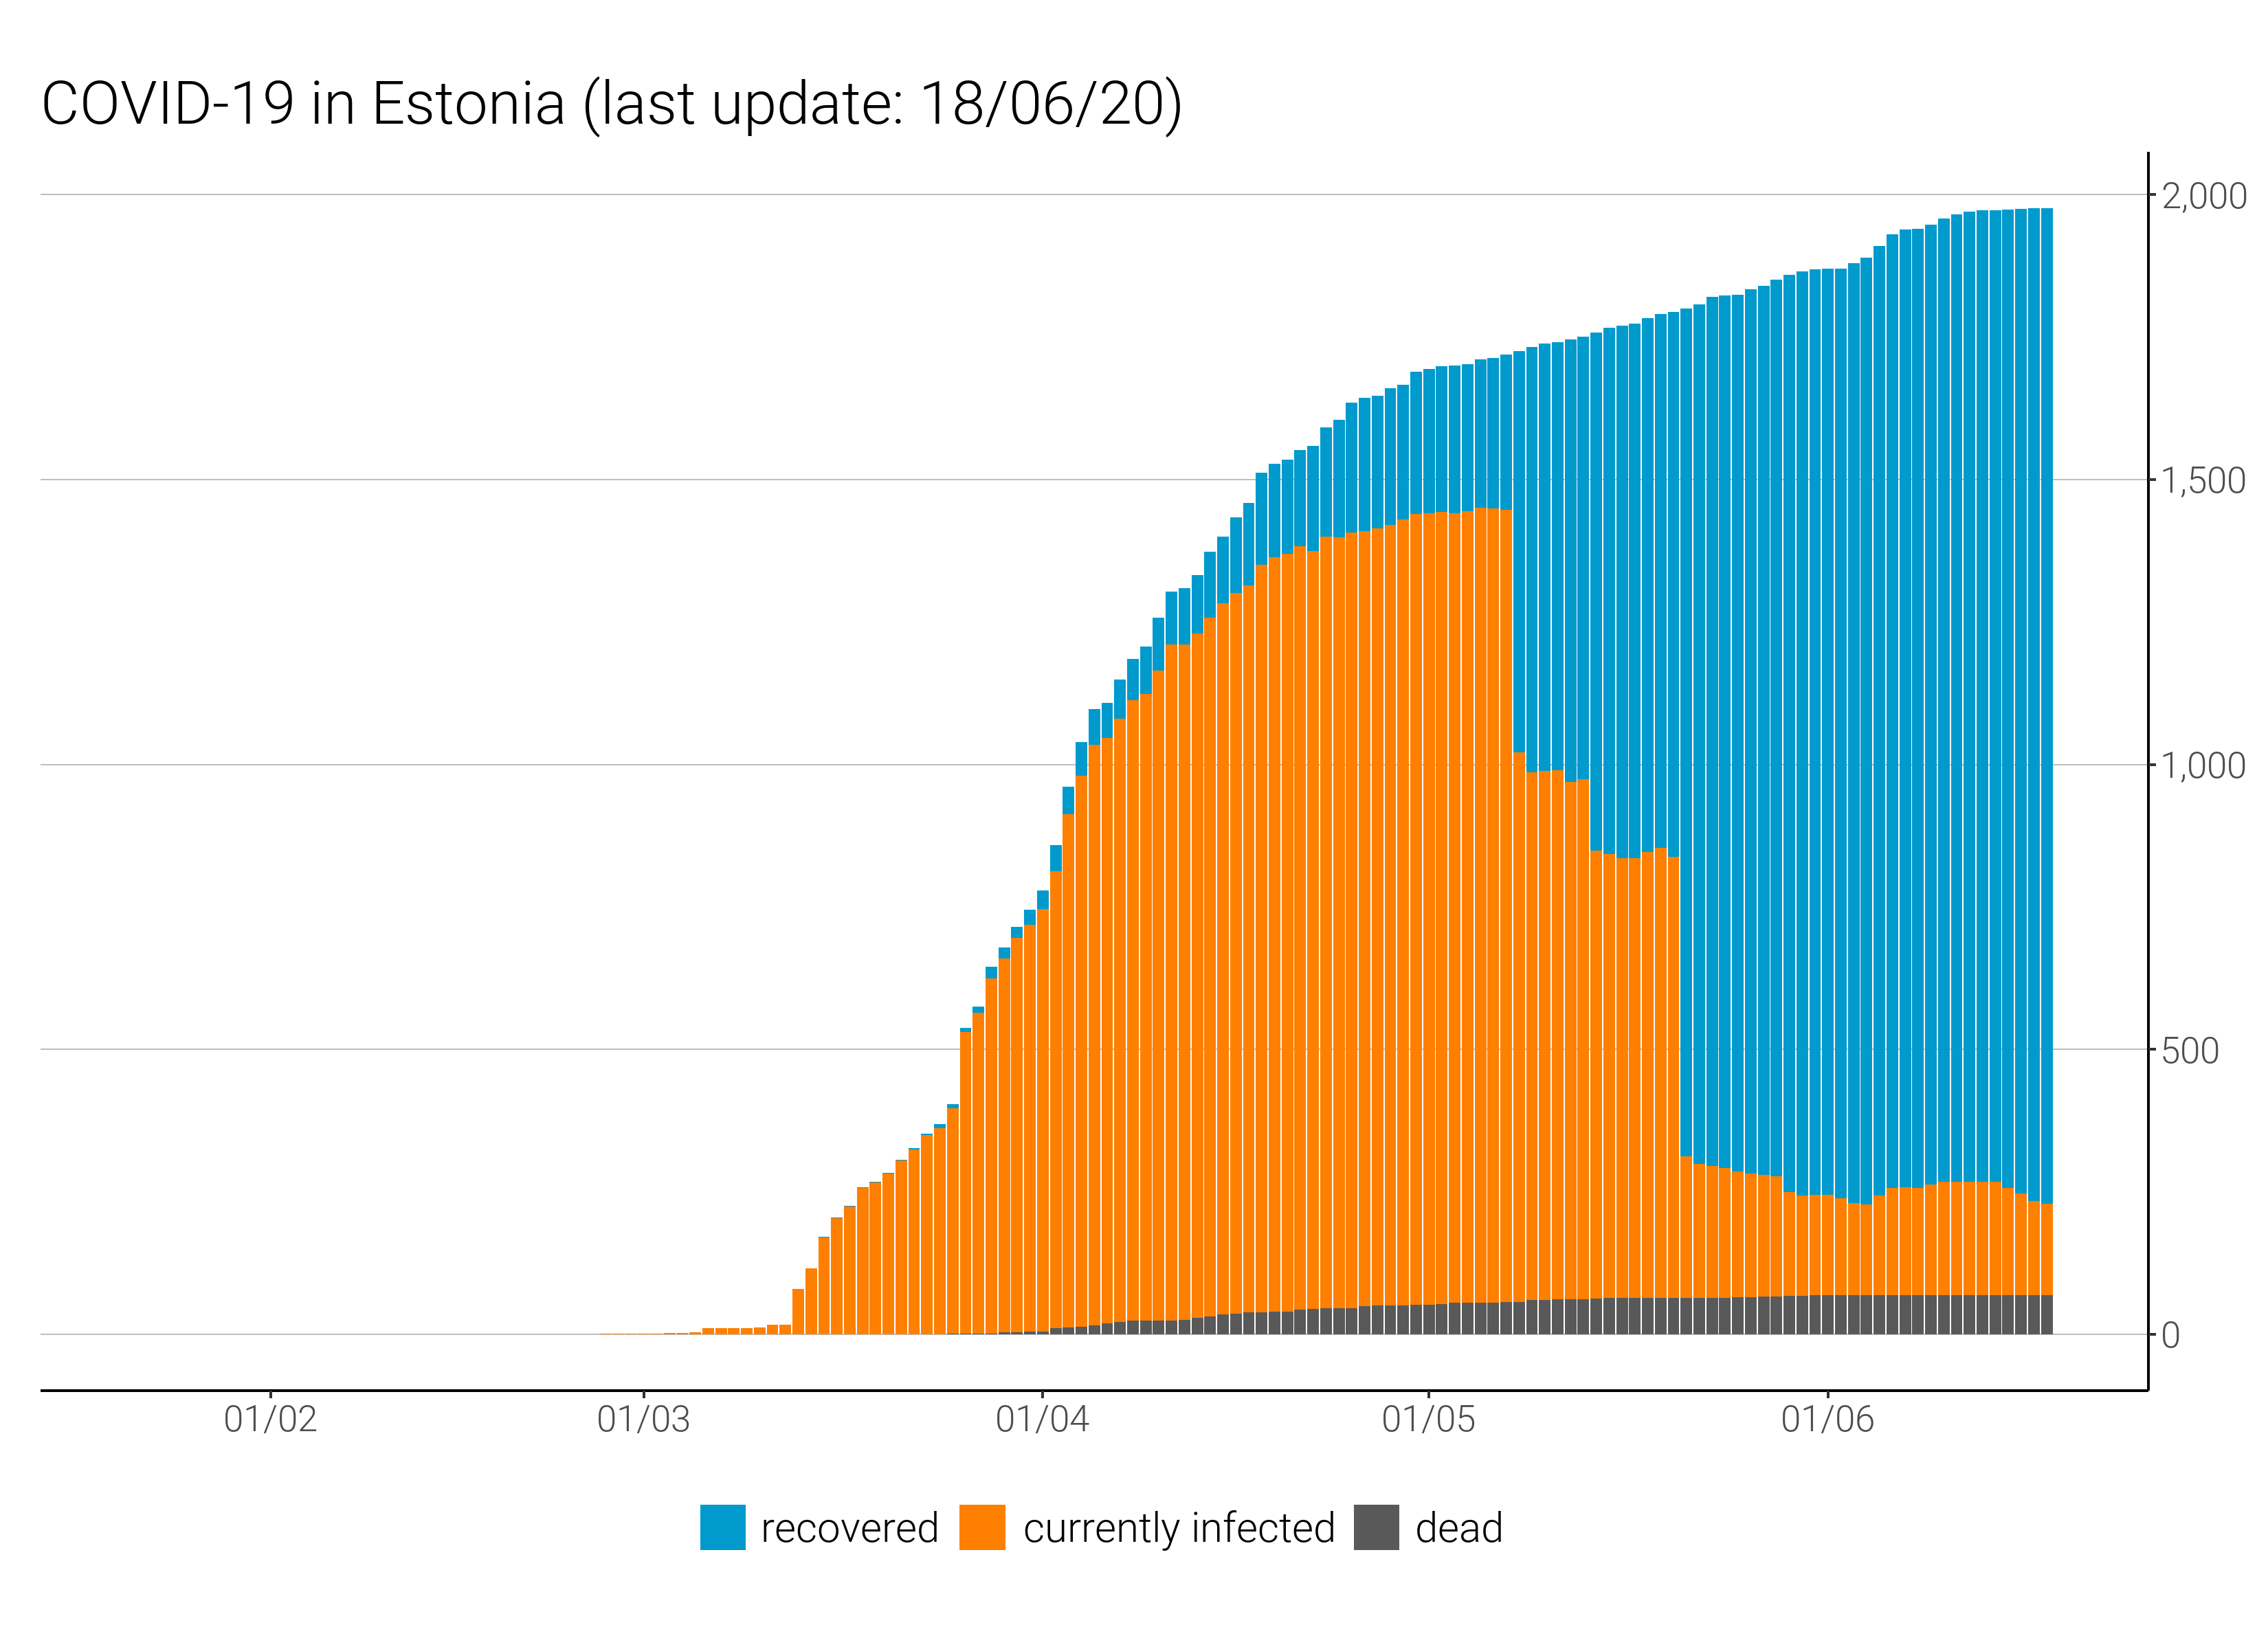 COVID-19 in Estonia (last update: 18/06/20)
2,000
1,500
1,000
500
0
01/02 01/03 01/04 01/05 01/06
recovered currently infected dead